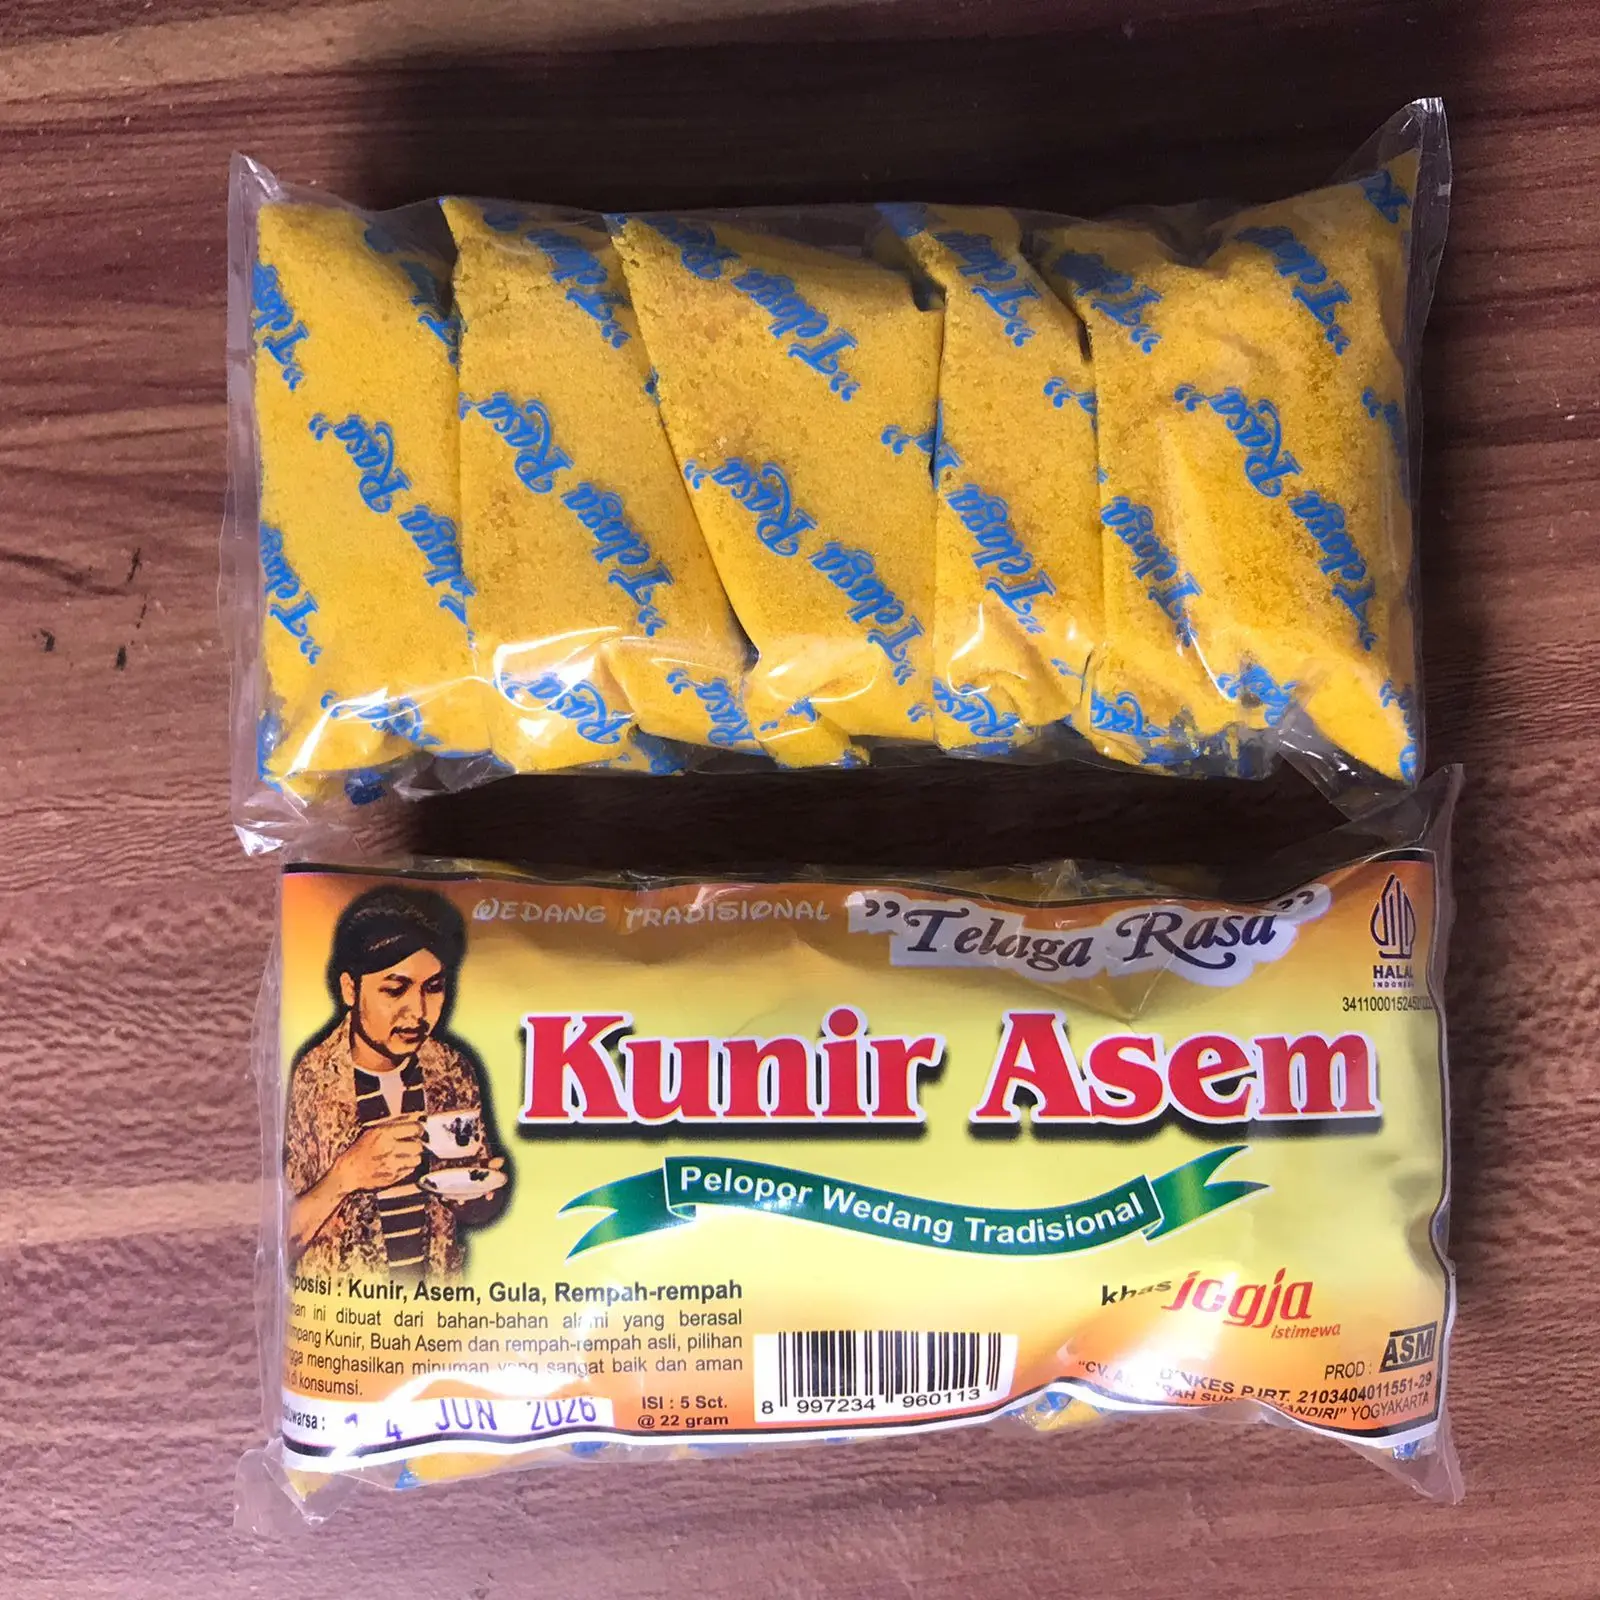 "Telaga Rasa"
"Telaga Rasa"
"Telaga Rasa"
"Telaga Rasa"
"Telaga Rasa"
WEDANG TRADISIONAL
"Telaga Rasa"
HALAL
INDONESIA
Kunir Asem
Pelopor Wedang Tradisional
posisi : Kunir, Asem, Gula, Rempah-rempah
ini dibuat dari bahan-bahan alami yang berasal
Kunir, Buah Asem dan rempah-rempah asli, pilihan
menghasilkan minuman yang sangat baik dan aman
di konsumsi.
4 JUN 2026
ISI : 5 Sct.
@ 22 gram
8 997234 960113
khas jogja
istimewa
PROD : ASM
P.IRT. 2103404011551-29
YOGYAKARTA